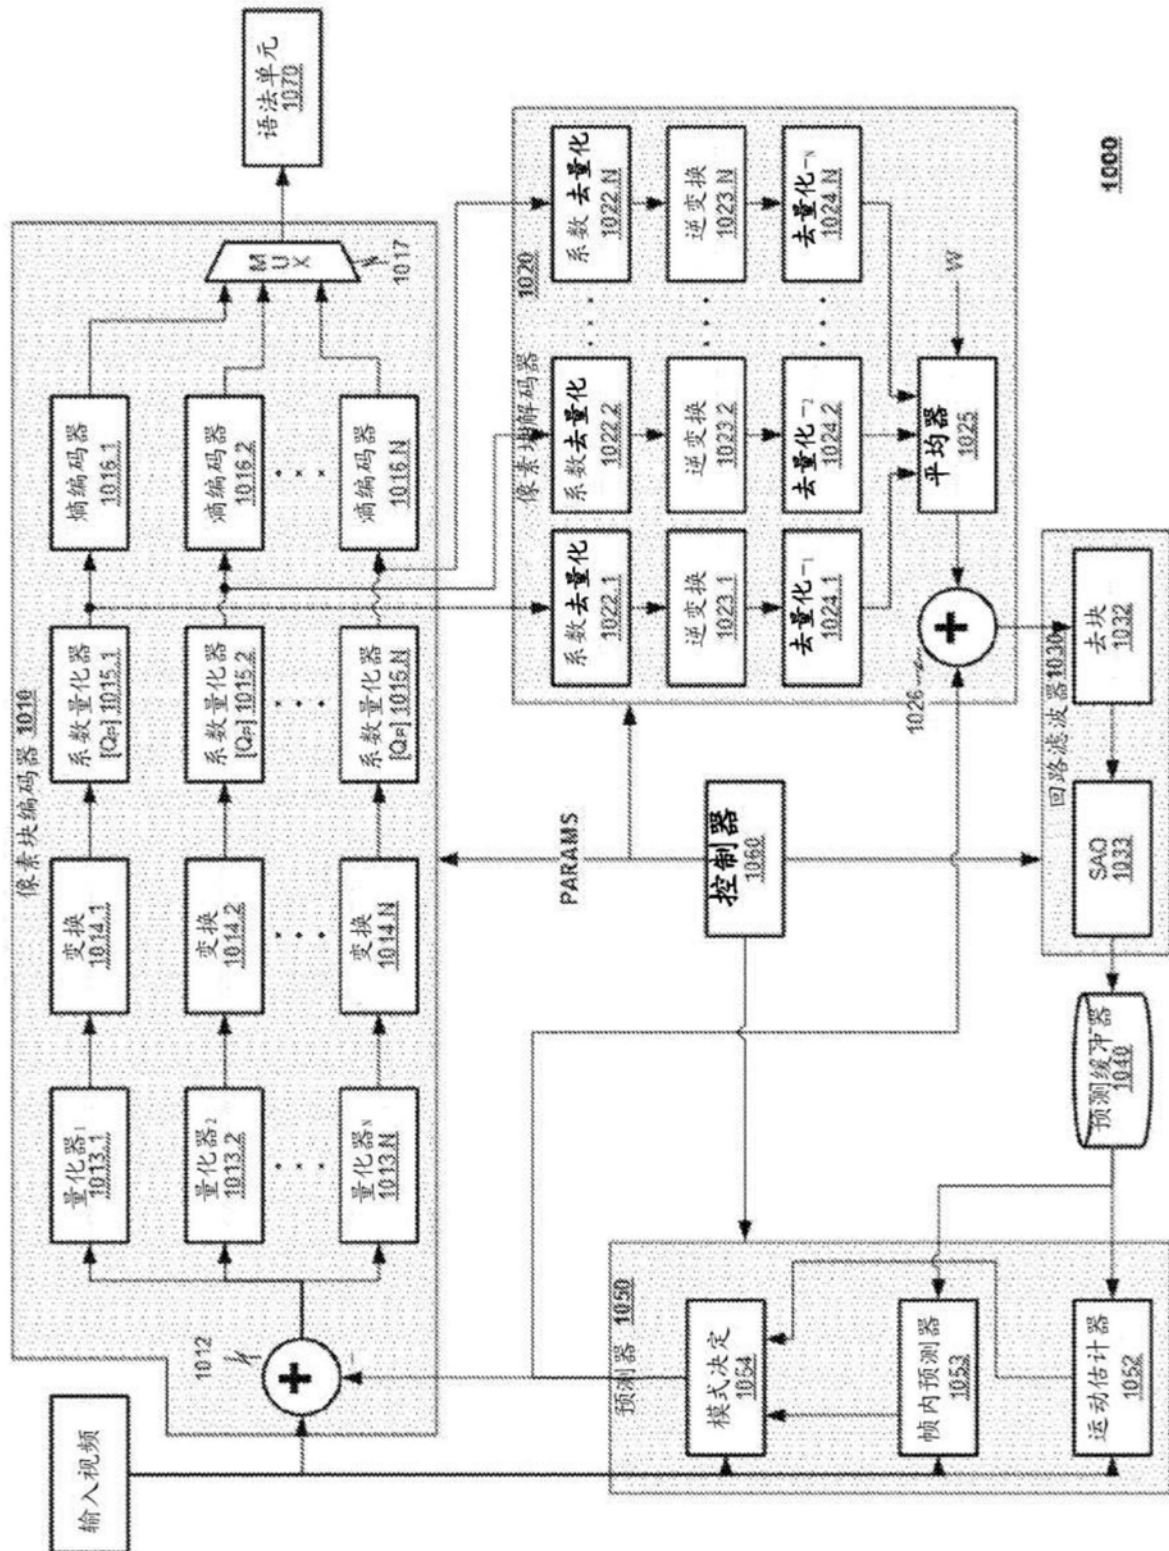 输入视频
像素块编码器 1010
1012
-
量化器1
1013.1
变换
1014.1
系数量化器
[Qp] 1015.1
熵编码器
1016.1
量化器2
1013.2
变换
1014.2
系数量化器
[Qp] 1015.2
熵编码器
1016.2
量化器N
1013.N
变换
1014.N
系数量化器
[Qp] 1015.N
熵编码器
1016.N
MUX
1017
语法单元
1070
PARAMS
控制器
1060
像素块解码器 1020
系数去量化
1022.1
系数去量化
1022.2
系数 去量化
1022.N
逆变换
1023.1
逆变换
1023.2
逆变换
1023.N
去量化-1
1024.1
去量化-2
1024.2
去量化-N
1024.N
平均器
1025
W
1026
预测器 1050
模式决定
1054
帧内预测器
1053
运动估计器
1052
预测缓冲器
1040
回路滤波器1030
SAO
1033
去块
1032
1000